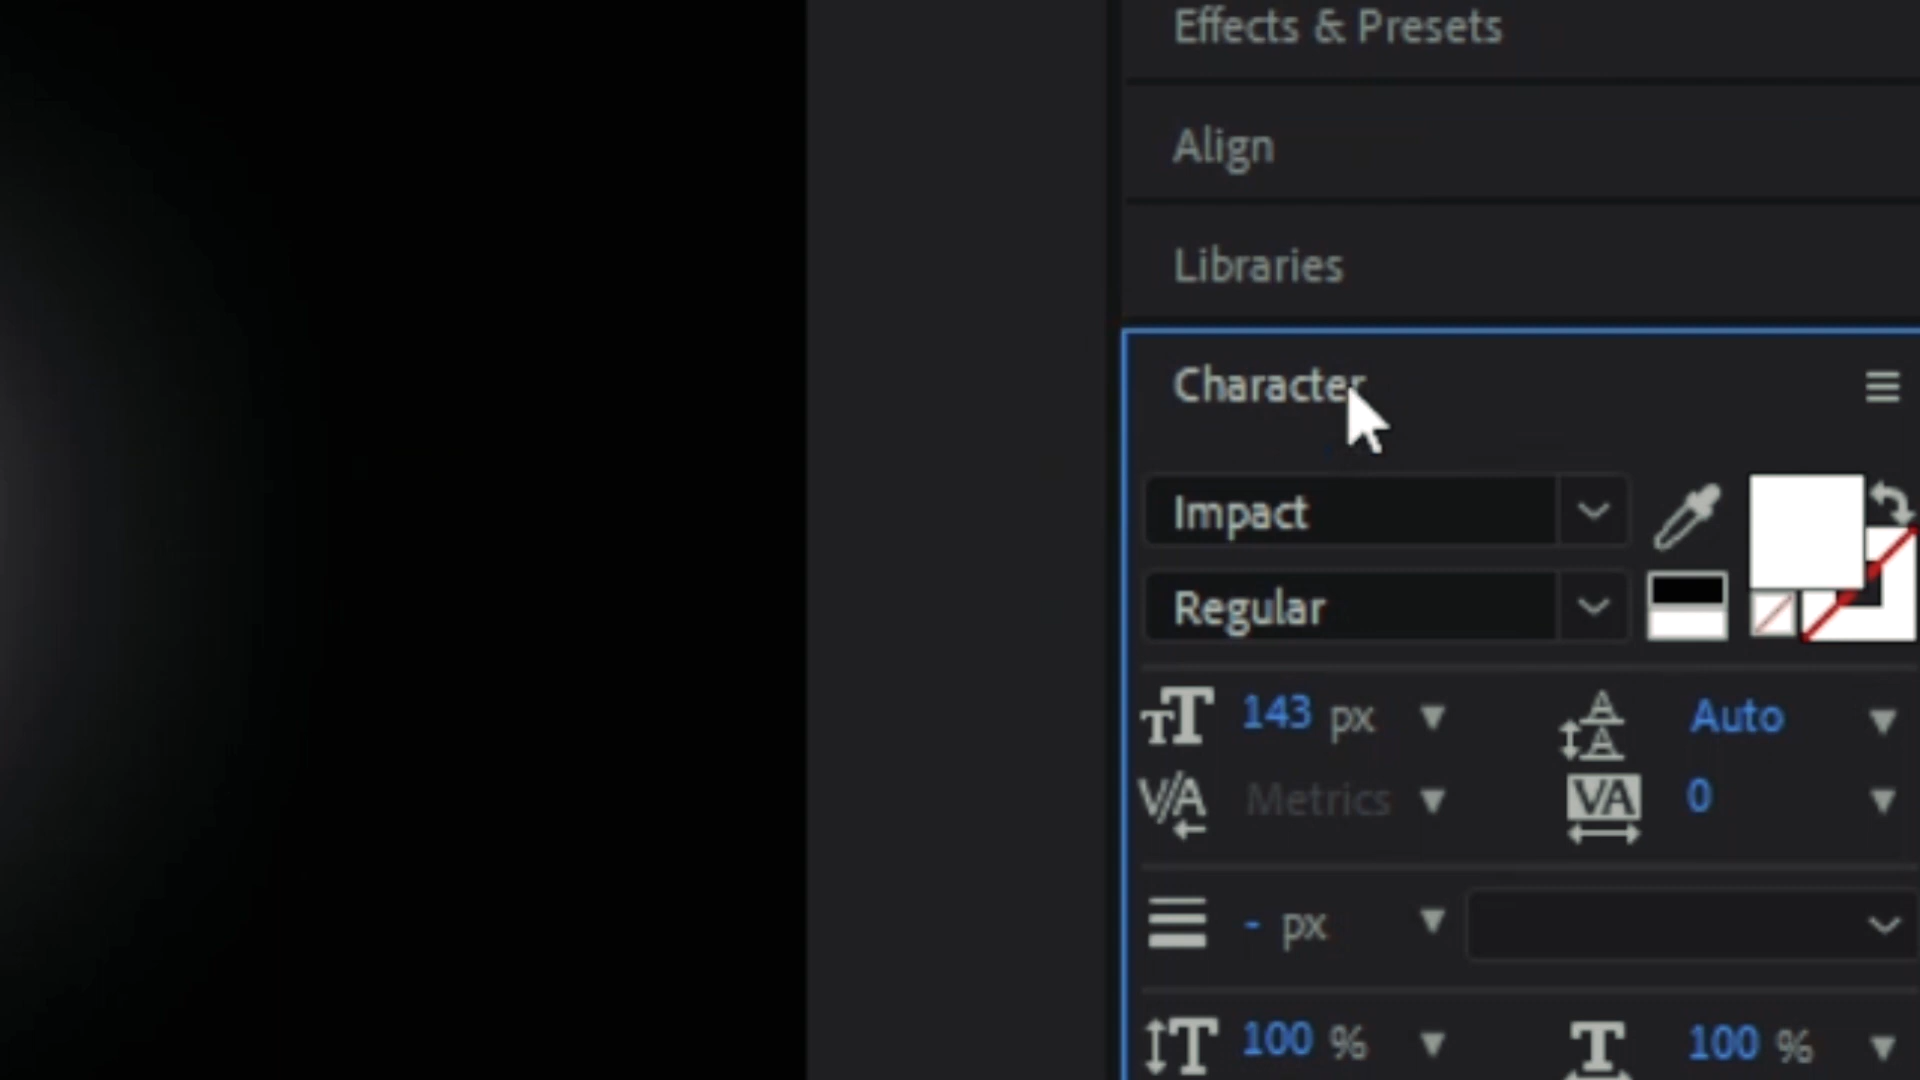 Effects & Presets
Align
Libraries
Character
Impact
Regular
143 px
Auto
Metrics
0
- px
100 %
100 %